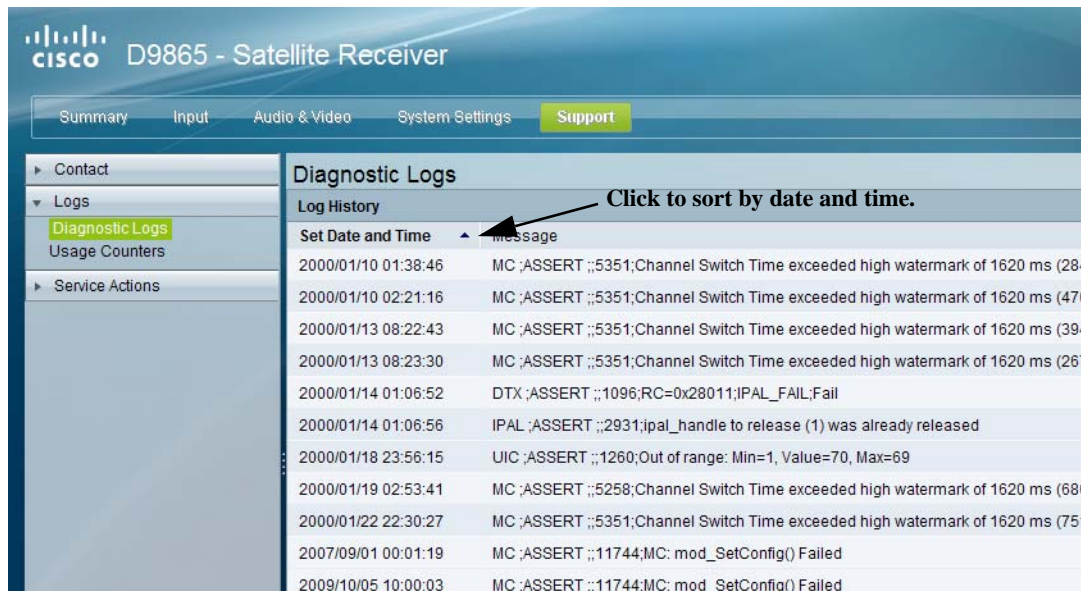 cisco D9865 - Satellite Receiver
Summary Input Audio & Video System Settings Support
Contact
Logs
Diagnostic Logs
Usage Counters
Service Actions
Diagnostic Logs
Log History
Click to sort by date and time.
Set Date and Time Message
2000/01/10 01:38:46 MC ;ASSERT ;;5351;Channel Switch Time exceeded high watermark of 1620 ms (284
2000/01/10 02:21:16 MC ;ASSERT ;;5351;Channel Switch Time exceeded high watermark of 1620 ms (470
2000/01/13 08:22:43 MC ;ASSERT ;;5351;Channel Switch Time exceeded high watermark of 1620 ms (394
2000/01/13 08:23:30 MC ;ASSERT ;;5351;Channel Switch Time exceeded high watermark of 1620 ms (267
2000/01/14 01:06:52 DTX ;ASSERT ;;1096;RC=0x28011;IPAL_FAIL;Fail
2000/01/14 01:06:56 IPAL ;ASSERT ;;2931;ipal_handle to release (1) was already released
2000/01/18 23:56:15 UIC ;ASSERT ;;1260;Out of range: Min=1, Value=70, Max=69
2000/01/19 02:53:41 MC ;ASSERT ;;5258;Channel Switch Time exceeded high watermark of 1620 ms (680
2000/01/22 22:30:27 MC ;ASSERT ;;5351;Channel Switch Time exceeded high watermark of 1620 ms (75
2007/09/01 00:01:19 MC ;ASSERT ;;11744;MC: mod_SetConfig() Failed
2009/10/05 10:00:03 MC ;ASSERT ;;11744;MC: mod_SetConfig() Failed